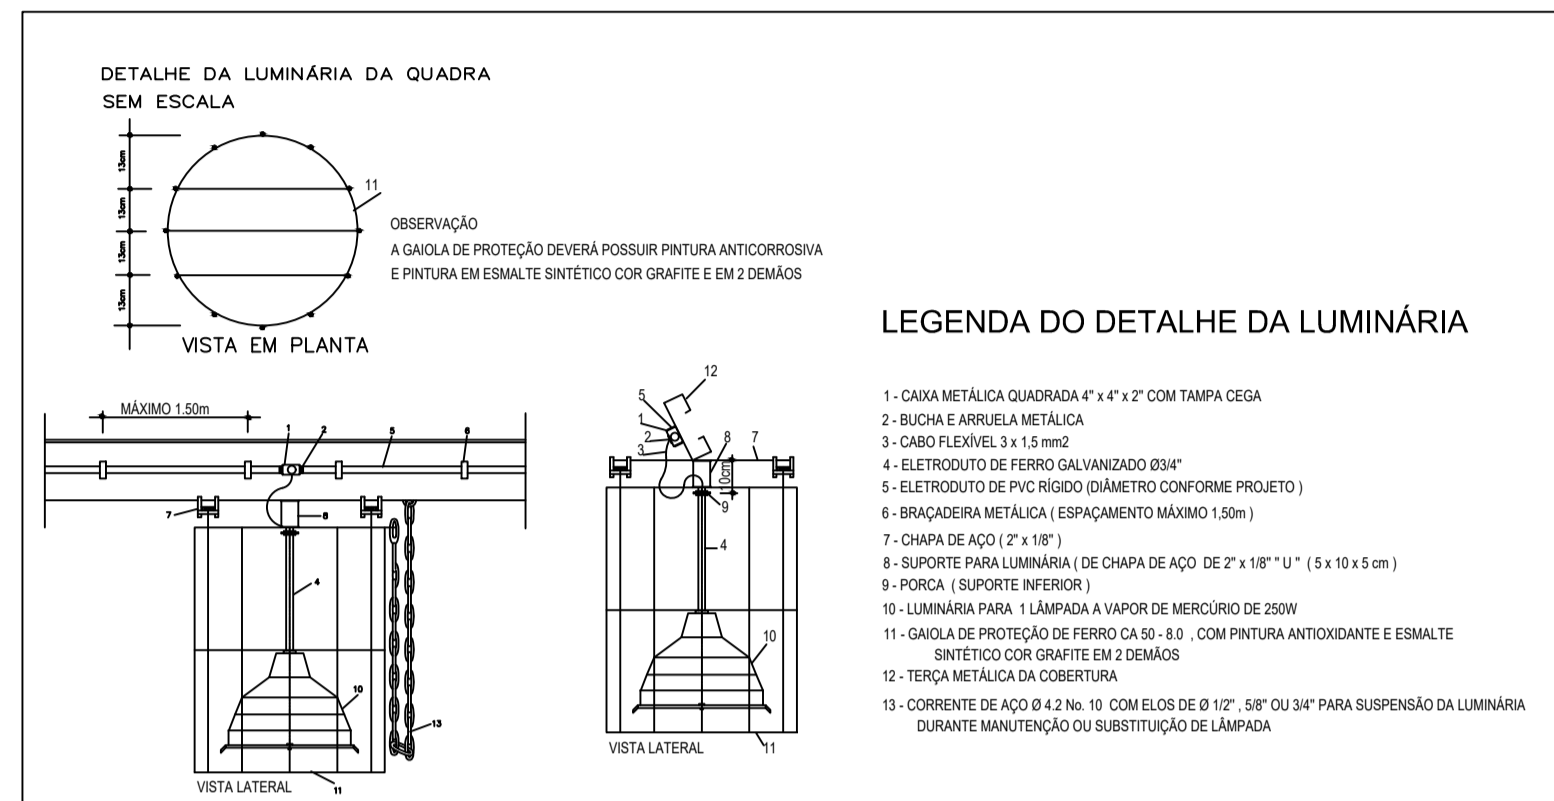 DETALHE DA LUMINÁRIA DA QUADRA
SEM ESCALA
13cm
13cm
13cm
13cm
11
OBSERVAÇÃO
A GAIOLA DE PROTEÇÃO DEVERÁ POSSUIR PINTURA ANTICORROSIVA
E PINTURA EM ESMALTE SINTÉTICO COR GRAFITE E EM 2 DEMÃOS
VISTA EM PLANTA
MÁXIMO 1.50m
1
2
5
6
7
8
4
10
13
VISTA LATERAL
11
12
5
1
2
3
8
7
10cm
9
4
10
VISTA LATERAL
11
LEGENDA DO DETALHE DA LUMINÁRIA
1 - CAIXA METÁLICA QUADRADA 4" x 4" x 2" COM TAMPA CEGA
2 - BUCHA E ARRUELA METÁLICA
3 - CABO FLEXÍVEL 3 x 1,5 mm2
4 - ELETRODUTO DE FERRO GALVANIZADO Ø3/4"
5 - ELETRODUTO DE PVC RÍGIDO (DIÂMETRO CONFORME PROJETO )
6 - BRAÇADEIRA METÁLICA ( ESPAÇAMENTO MÁXIMO 1,50m )
7 - CHAPA DE AÇO ( 2" x 1/8" )
8 - SUPORTE PARA LUMINÁRIA ( DE CHAPA DE AÇO DE 2" x 1/8" " U " ( 5 x 10 x 5 cm )
9 - PORCA ( SUPORTE INFERIOR )
10 - LUMINÁRIA PARA 1 LÂMPADA A VAPOR DE MERCÚRIO DE 250W
11 - GAIOLA DE PROTEÇÃO DE FERRO CA 50 - 8.0 , COM PINTURA ANTIOXIDANTE E ESMALTE
SINTÉTICO COR GRAFITE EM 2 DEMÃOS
12 - TERÇA METÁLICA DA COBERTURA
13 - CORRENTE DE AÇO Ø 4.2 No. 10 COM ELOS DE Ø 1/2" , 5/8" OU 3/4" PARA SUSPENSÃO DA LUMINÁRIA
DURANTE MANUTENÇÃO OU SUBSTITUIÇÃO DE LÂMPADA